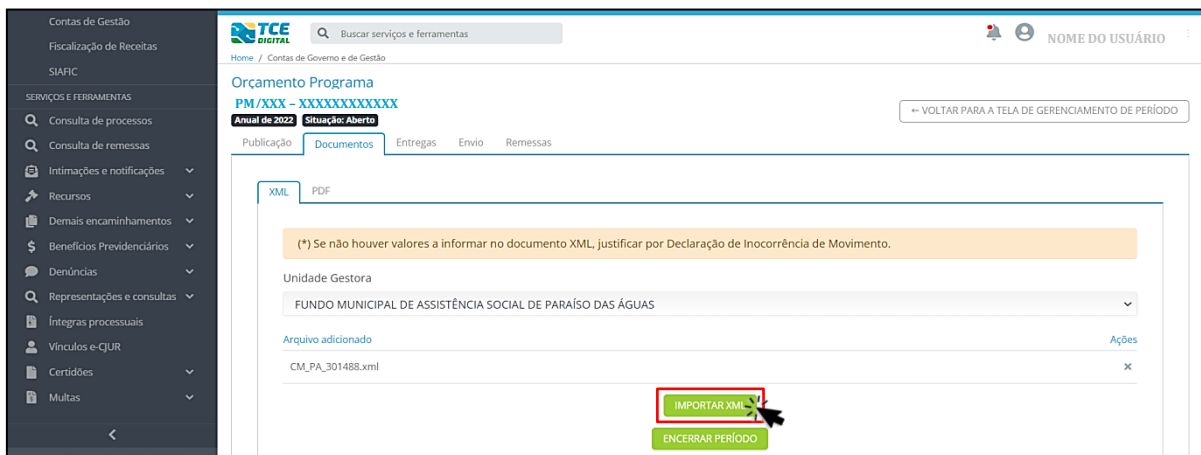 Contas de Gestão
Fiscalização de Receitas
SIAFIC
SERVIÇOS E FERRAMENTAS
Consulta de processos
Consulta de remessas
Intimações e notificações
Recursos
Demais encaminhamentos
Benefícios Previdenciários
Denúncias
Representações e consultas
Íntegras processuais
Vínculos e-CJUR
Certidões
Multas
TCE DIGITAL
Buscar serviços e ferramentas
NOME DO USUÁRIO
Home / Contas de Governo e de Gestão
Orçamento Programa
PM/XXX – XXXXXXXXXXXX
Anual de 2022 Situação: Aberto
← VOLTAR PARA A TELA DE GERENCIAMENTO DE PERÍODO
Publicação Documentos Entregas Envio Remessas
XML PDF
(*) Se não houver valores a informar no documento XML, justificar por Declaração de Inocorrência de Movimento.
Unidade Gestora
FUNDO MUNICIPAL DE ASSISTÊNCIA SOCIAL DE PARAÍSO DAS ÁGUAS
Arquivo adicionado Ações
CM_PA_301488.xml
IMPORTAR XML
ENCERRAR PERÍODO